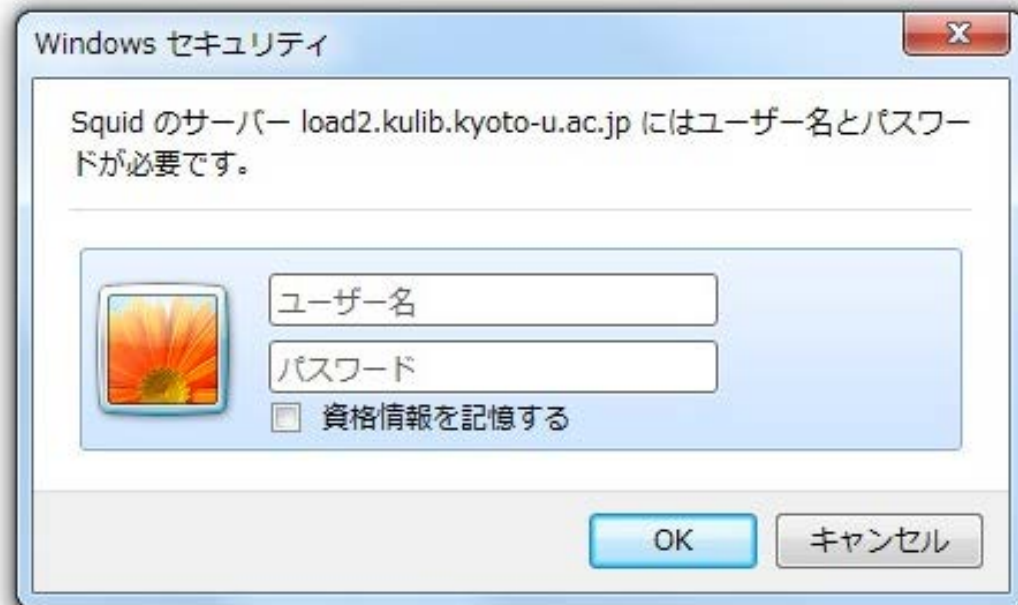 Windows セキュリティ
Squid のサーバー load2.kulib.kyoto-u.ac.jp にはユーザー名とパスワー
ドが必要です。
ユーザー名
パスワード
資格情報を記憶する
OK
キャンセル